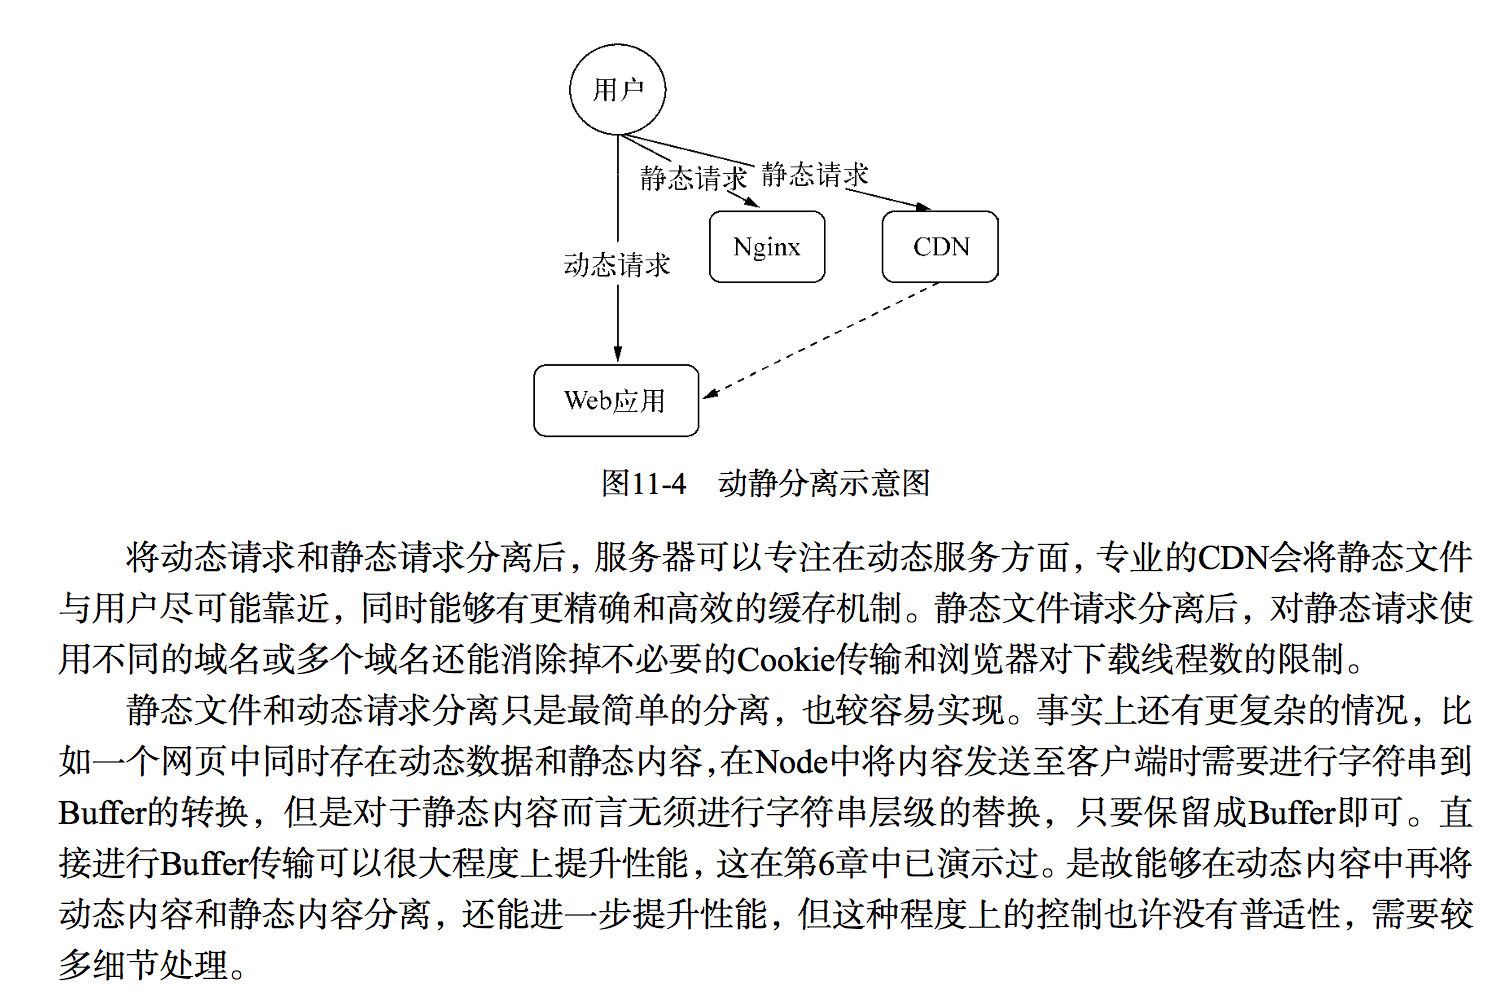 用户
静态请求 静态请求
Nginx CDN
动态请求
Web应用
图11-4 动静分离示意图
将动态请求和静态请求分离后，服务器可以专注在动态服务方面，专业的CDN会将静态文件
与用户尽可能靠近，同时能够有更精确和高效的缓存机制。静态文件请求分离后，对静态请求使
用不同的域名或多个域名还能消除掉不必要的Cookie传输和浏览器对下载线程数的限制。
静态文件和动态请求分离只是最简单的分离，也较容易实现。事实上还有更复杂的情况，比
如一个网页中同时存在动态数据和静态内容，在Node中将内容发送至客户端时需要进行字符串到
Buffer的转换，但是对于静态内容而言无须进行字符串层级的替换，只要保留成Buffer即可。直
接进行Buffer传输可以很大程度上提升性能，这在第6章中已演示过。是故能够在动态内容中再将
动态内容和静态内容分离，还能进一步提升性能，但这种程度上的控制也许没有普适性，需要较
多细节处理。